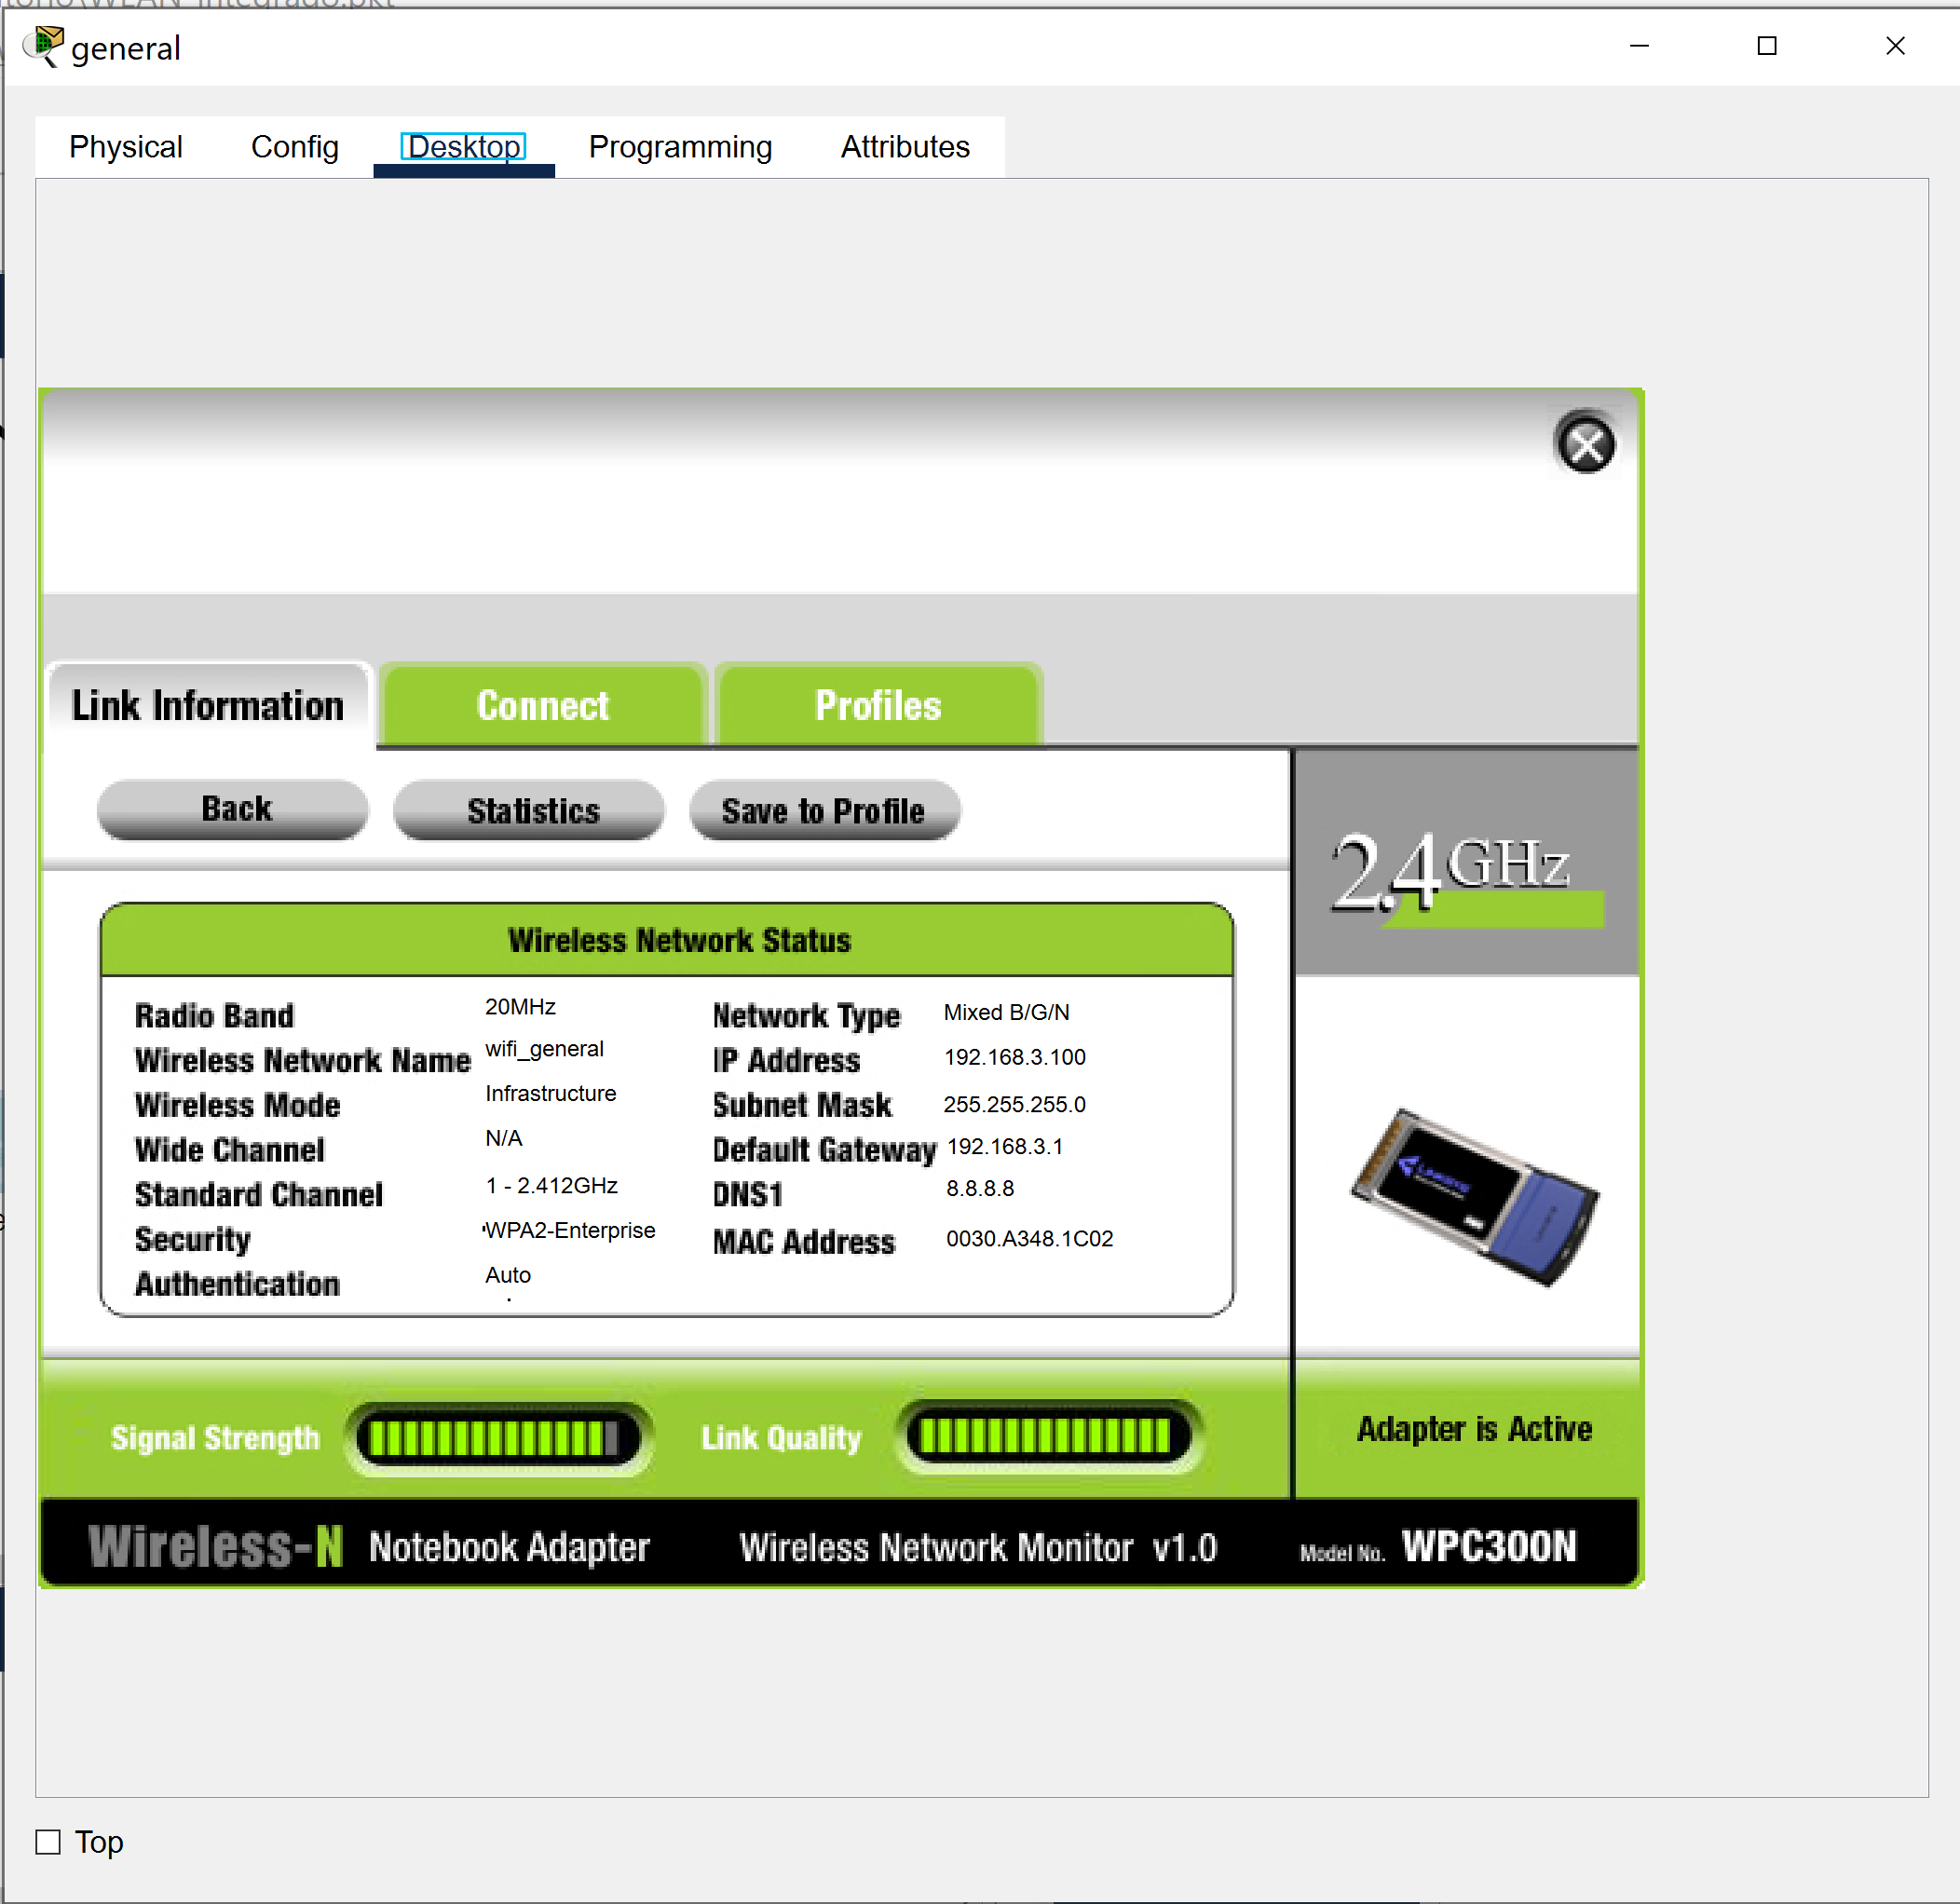 general
Physical Config Desktop Programming Attributes
Link Information Connect Profiles
Back Statistics Save to Profile
2.4GHz
Wireless Network Status
Radio Band 20MHz Network Type Mixed B/G/N
Wireless Network Name wifi_general IP Address 192.168.3.100
Wireless Mode Infrastructure Subnet Mask 255.255.255.0
Wide Channel N/A Default Gateway 192.168.3.1
Standard Channel 1 - 2.412GHz DNS1 8.8.8.8
Security WPA2-Enterprise MAC Address 0030.A348.1C02
Authentication Auto
Signal Strength Link Quality Adapter is Active
Wireless-N Notebook Adapter Wireless Network Monitor v1.0 Model No. WPC300N
Top